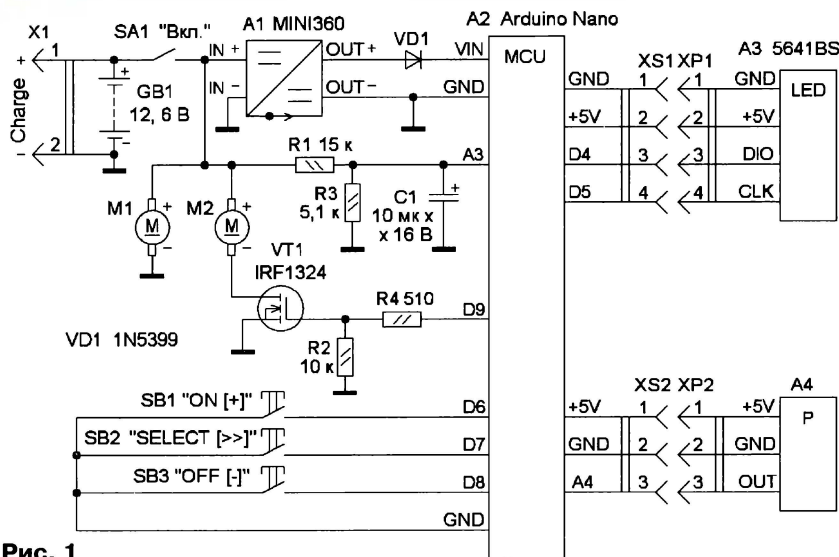 X1
SA1 "Вкл."
A1 MINI360
A2 Arduino Nano
+ 1
IN +
OUT+
VD1
VIN
MCU
GB1
12, 6 В
IN −
OUT−
GND
Charge
− 2
XS1 XP1
A3 5641BS
GND 1 1 GND
LED
+5V 2 2 +5V
D4 3 3 DIO
D5 4 4 CLK
R1 15 к
A3
R3
5,1 к
C1
10 мк x
x 16 В
M1 + M −
M2 + M −
VT1
IRF1324
R4 510
D9
VD1 1N5399
R2
10 к
XS2 XP2
A4
+5V 1 1 +5V
P
GND 2 2 GND
A4 3 3 OUT
SB1 "ON [+]"
D6
SB2 "SELECT [>>]"
D7
SB3 "OFF [-]"
D8
GND
Рис. 1